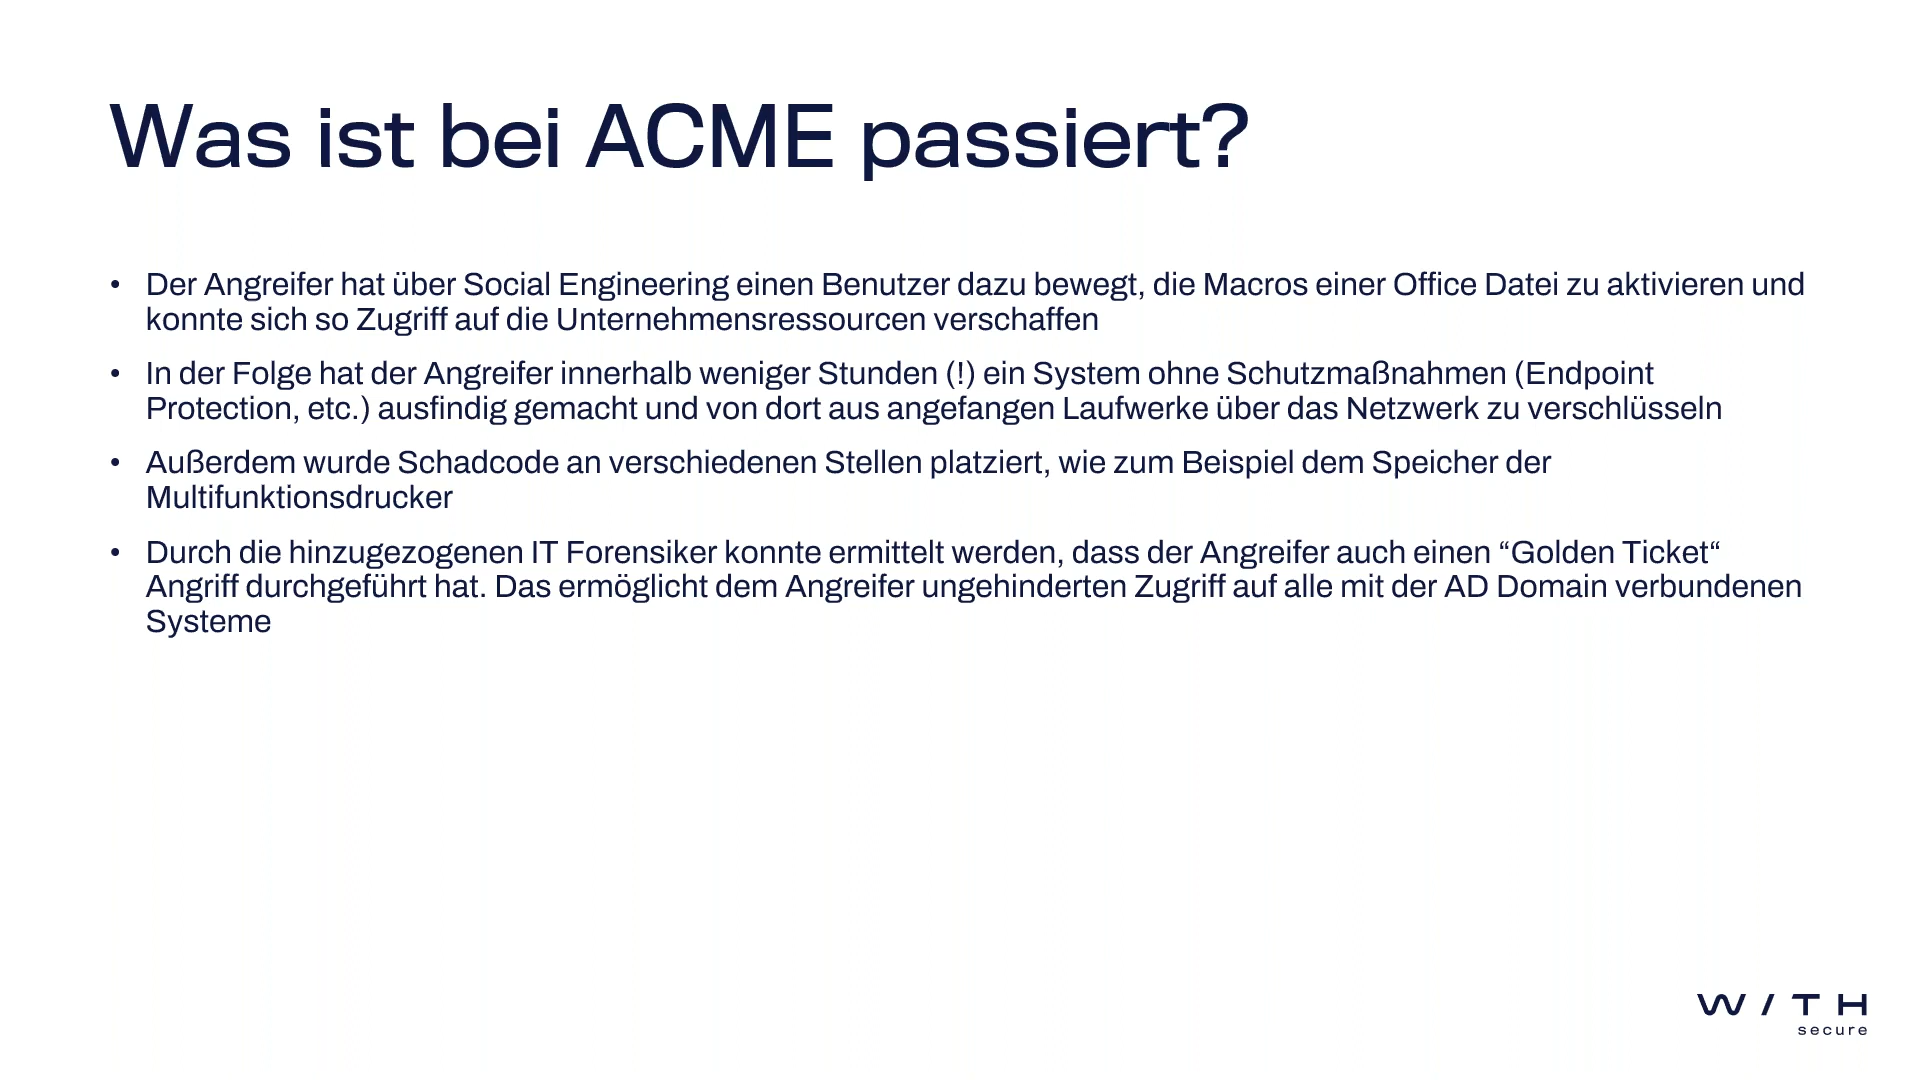 Was ist bei ACME passiert?
• Der Angreifer hat über Social Engineering einen Benutzer dazu bewegt, die Macros einer Office Datei zu aktivieren und
konnte sich so Zugriff auf die Unternehmensressourcen verschaffen
• In der Folge hat der Angreifer innerhalb weniger Stunden (!) ein System ohne Schutzmaßnahmen (Endpoint
Protection, etc.) ausfindig gemacht und von dort aus angefangen Laufwerke über das Netzwerk zu verschlüsseln
• Außerdem wurde Schadcode an verschiedenen Stellen platziert, wie zum Beispiel dem Speicher der
Multifunktionsdrucker
• Durch die hinzugezogenen IT Forensiker konnte ermittelt werden, dass der Angreifer auch einen “Golden Ticket“
Angriff durchgeführt hat. Das ermöglicht dem Angreifer ungehinderten Zugriff auf alle mit der AD Domain verbundenen
Systeme
W/TH
secure